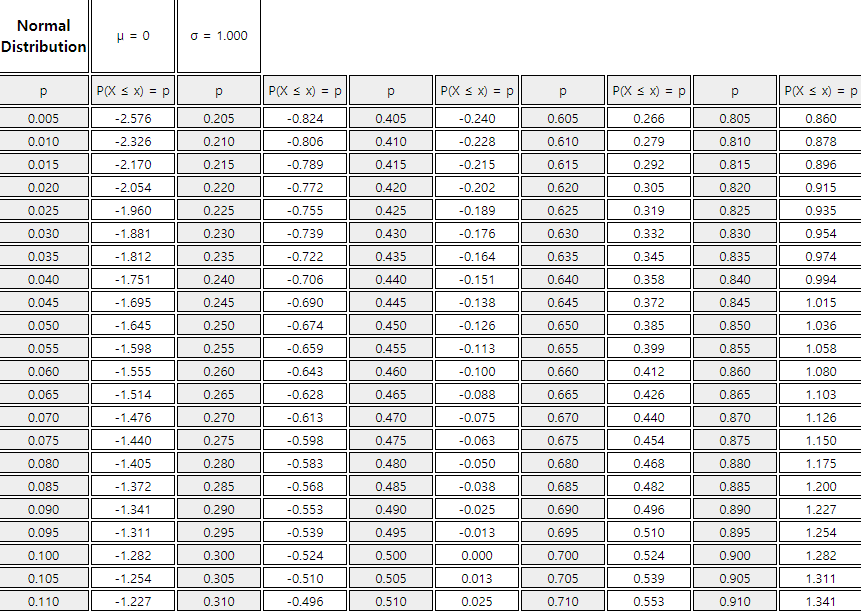 Normal
Distribution μ = 0 σ = 1.000
p P(X ≤ x) = p p P(X ≤ x) = p p P(X ≤ x) = p p P(X ≤ x) = p p P(X ≤ x) = p
0.005 -2.576 0.205 -0.824 0.405 -0.240 0.605 0.266 0.805 0.860
0.010 -2.326 0.210 -0.806 0.410 -0.228 0.610 0.279 0.810 0.878
0.015 -2.170 0.215 -0.789 0.415 -0.215 0.615 0.292 0.815 0.896
0.020 -2.054 0.220 -0.772 0.420 -0.202 0.620 0.305 0.820 0.915
0.025 -1.960 0.225 -0.755 0.425 -0.189 0.625 0.319 0.825 0.935
0.030 -1.881 0.230 -0.739 0.430 -0.176 0.630 0.332 0.830 0.954
0.035 -1.812 0.235 -0.722 0.435 -0.164 0.635 0.345 0.835 0.974
0.040 -1.751 0.240 -0.706 0.440 -0.151 0.640 0.358 0.840 0.994
0.045 -1.695 0.245 -0.690 0.445 -0.138 0.645 0.372 0.845 1.015
0.050 -1.645 0.250 -0.674 0.450 -0.126 0.650 0.385 0.850 1.036
0.055 -1.598 0.255 -0.659 0.455 -0.113 0.655 0.399 0.855 1.058
0.060 -1.555 0.260 -0.643 0.460 -0.100 0.660 0.412 0.860 1.080
0.065 -1.514 0.265 -0.628 0.465 -0.088 0.665 0.426 0.865 1.103
0.070 -1.476 0.270 -0.613 0.470 -0.075 0.670 0.440 0.870 1.126
0.075 -1.440 0.275 -0.598 0.475 -0.063 0.675 0.454 0.875 1.150
0.080 -1.405 0.280 -0.583 0.480 -0.050 0.680 0.468 0.880 1.175
0.085 -1.372 0.285 -0.568 0.485 -0.038 0.685 0.482 0.885 1.200
0.090 -1.341 0.290 -0.553 0.490 -0.025 0.690 0.496 0.890 1.227
0.095 -1.311 0.295 -0.539 0.495 -0.013 0.695 0.510 0.895 1.254
0.100 -1.282 0.300 -0.524 0.500 0.000 0.700 0.524 0.900 1.282
0.105 -1.254 0.305 -0.510 0.505 0.013 0.705 0.539 0.905 1.311
0.110 -1.227 0.310 -0.496 0.510 0.025 0.710 0.553 0.910 1.341